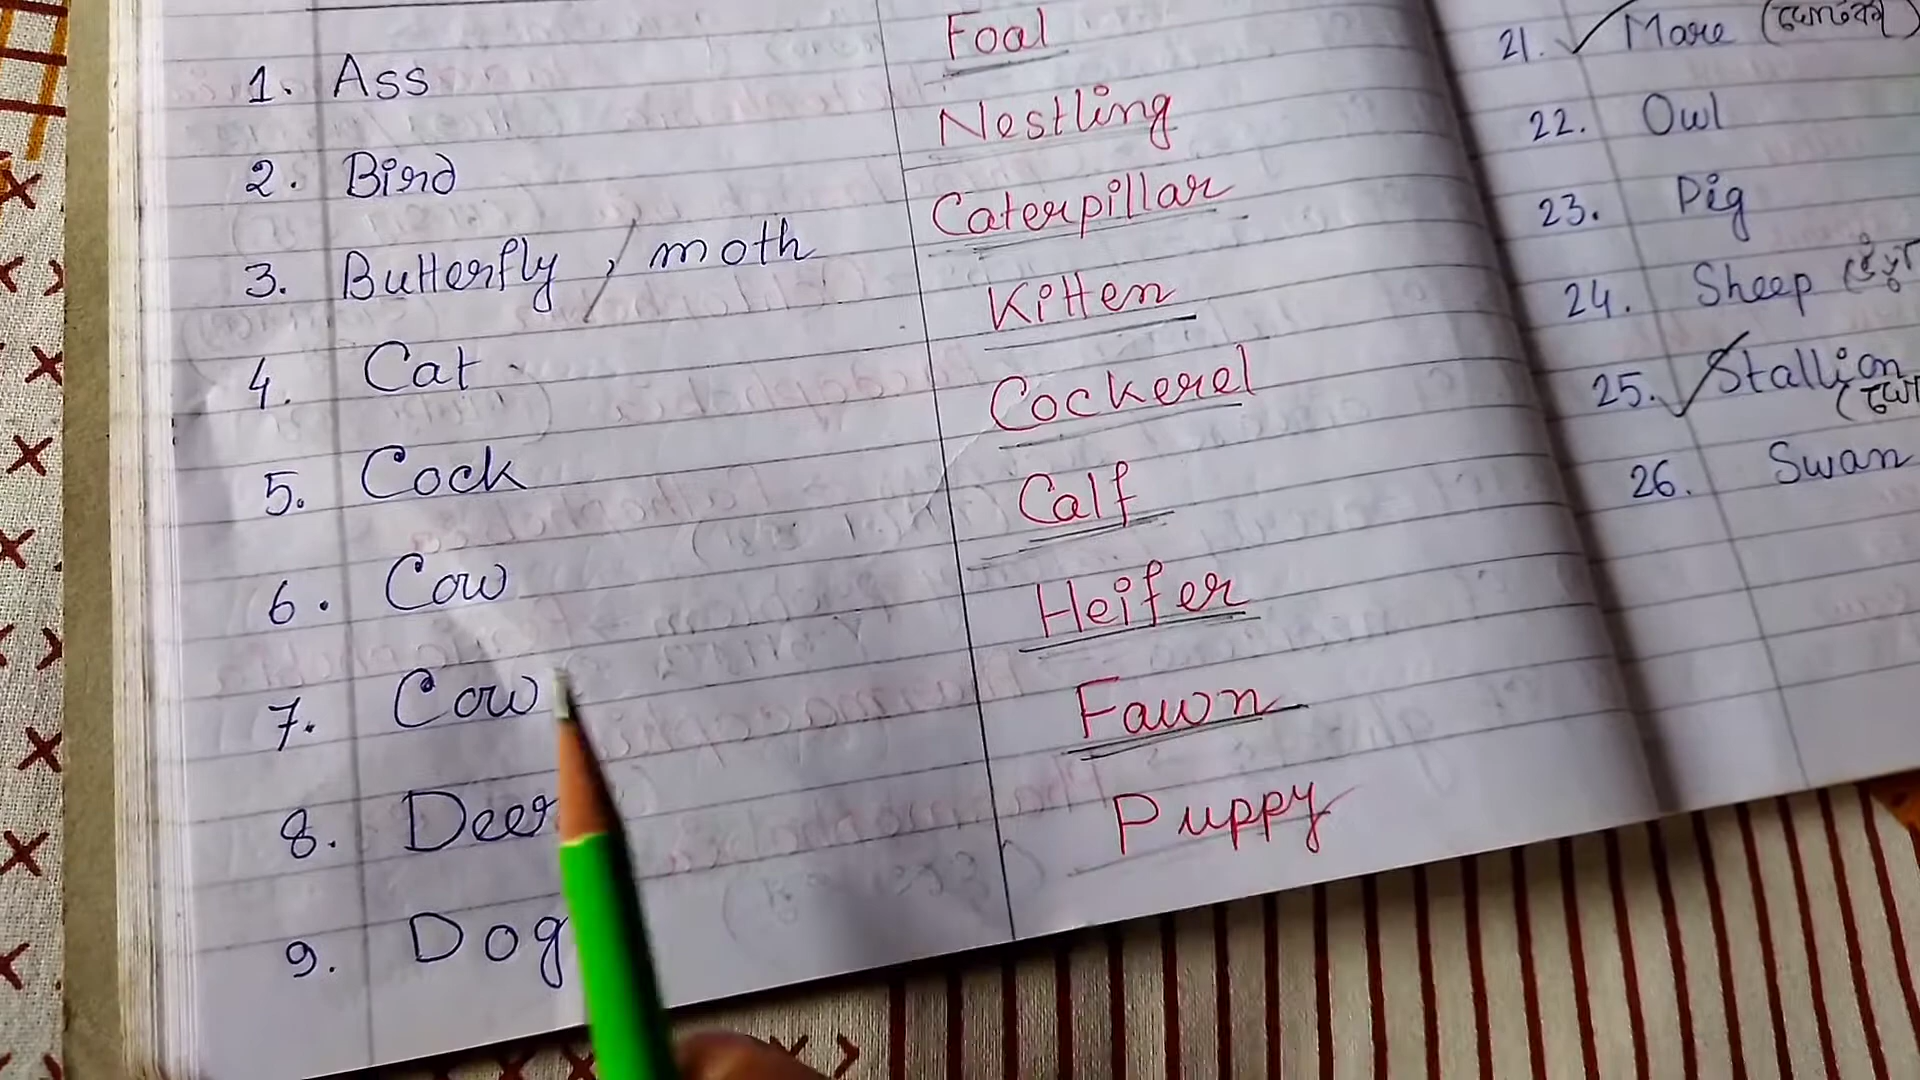 1. Ass Foal
2. Bird Nestling
3. Butterfly / moth Caterpillar
4. Cat Kitten
5. Cock Cockerel
6. Cow Calf
7. Cow Heifer
8. Deer Fawn
9. Dog Puppy
21. Mare
22. Owl
23. Pig
24. Sheep
25. Stallion
26. Swan